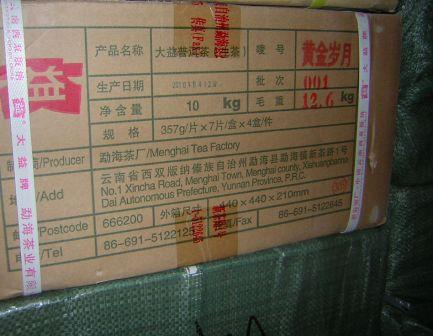 益
产品名称 大益普洱茶 茶） 唛号 黄金岁月
生产日期 批次 001
净含量 10 kg 毛重 12.6 kg
规格 357g/片×7片/盒×4盒/件
/Producer 勐海茶厂/Menghai Tea Factory
/Add 云南省西双版纳傣族自治州勐海县勐海镇新茶路1号
No.1 Xincha Road, Menghai Town, Menghai county, Xishuangbanna
Dai Autonomous Prefecture, Yunnan Province, P.R.C.
/Postcode 666200 外箱尺寸 440×440×210mm
/Tel 86-691-5122125 /Fax 86-691-5122645
大益牌 勐海茶业有限